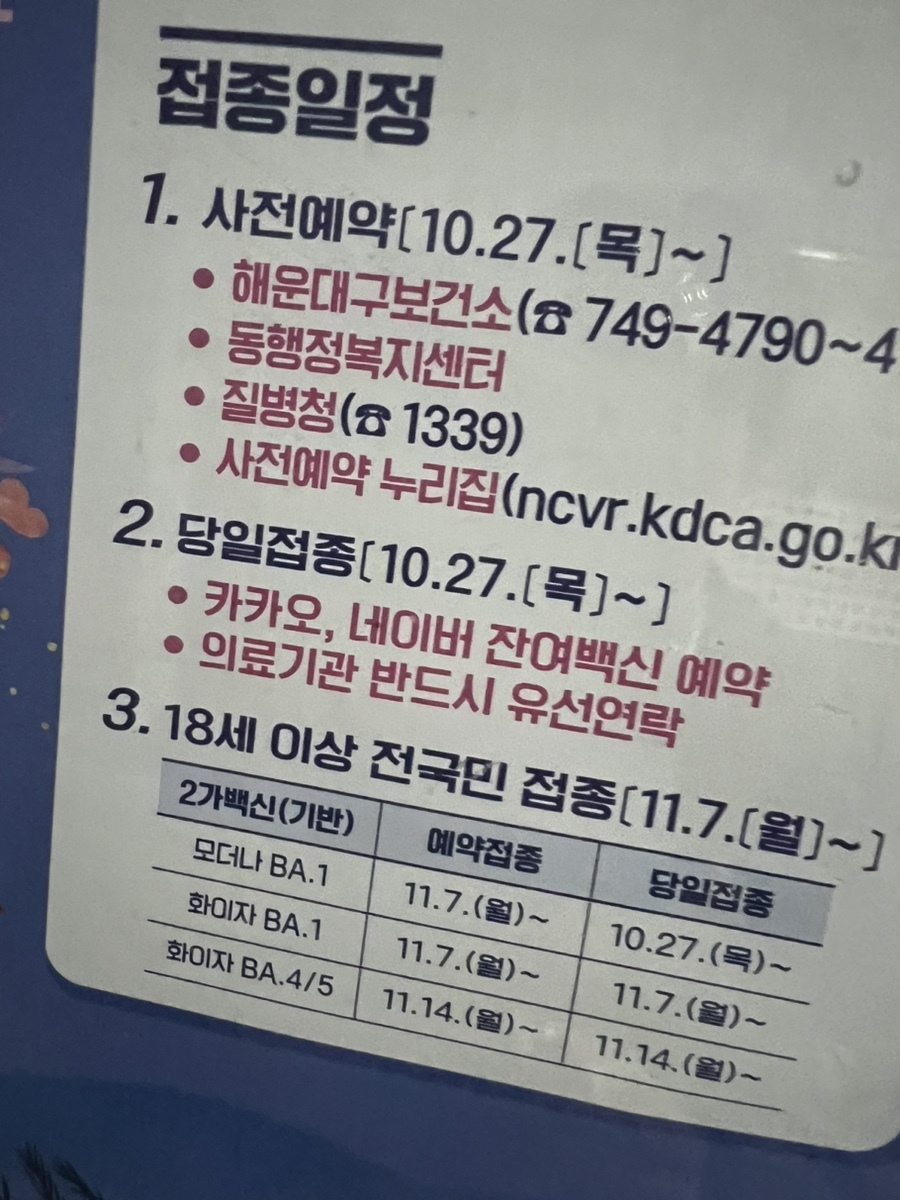 접종일정
1. 사전예약[10.27.[목]~]
• 해운대구보건소(☎ 749-4790~4
• 동행정복지센터
• 질병청(☎ 1339)
• 사전예약 누리집(ncvr.kdca.go.kr
2. 당일접종[10.27.[목]~]
• 카카오, 네이버 잔여백신 예약
• 의료기관 반드시 유선연락
3. 18세 이상 전국민 접종[11.7.[월]~]
2가백신(기반) 예약접종 당일접종
모더나 BA.1 11.7.(월)~ 10.27.(목)~
화이자 BA.1 11.7.(월)~ 11.7.(월)~
화이자 BA.4/5 11.14.(월)~ 11.14.(월)~